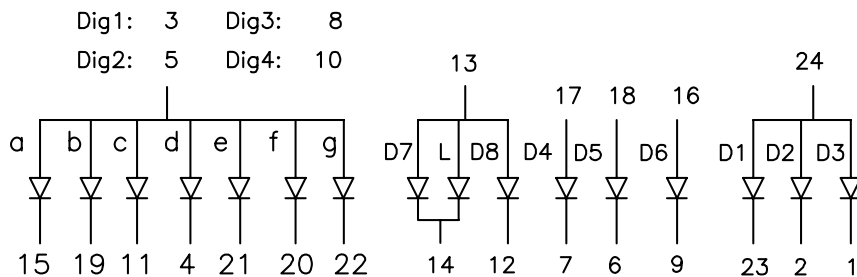 Dig1: 3 Dig3: 8
Dig2: 5 Dig4: 10
13 24
17 18 16
a b c d e f g D7 L D8 D4 D5 D6 D1 D2 D3
15 19 11 4 21 20 22 14 12 7 6 9 23 2 1